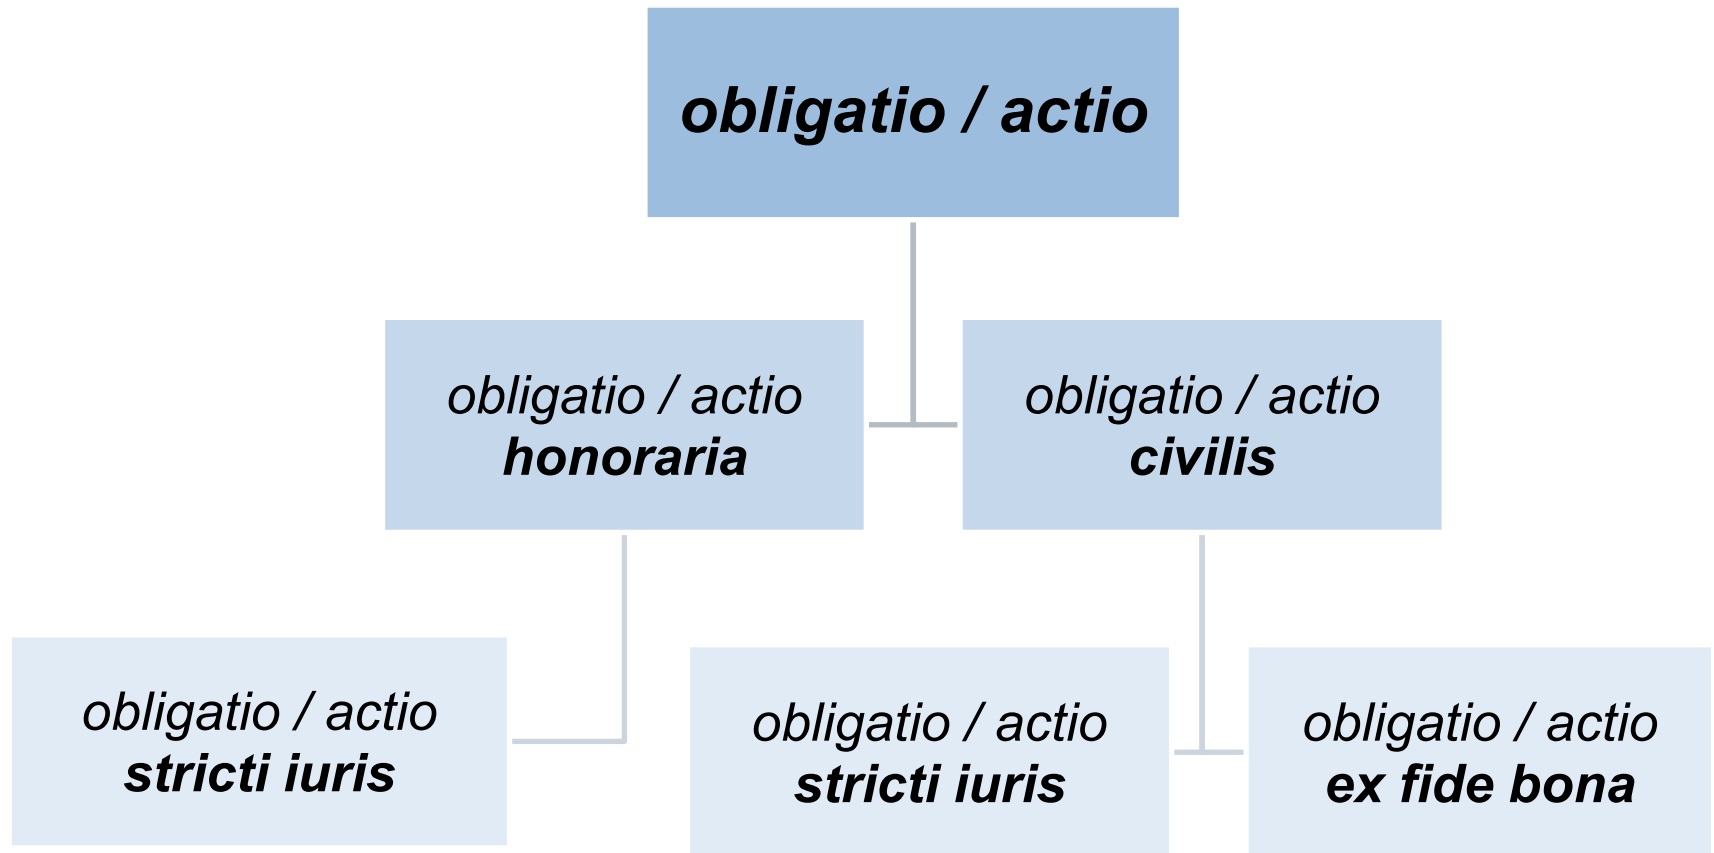 obligatio / actio
obligatio / actio
honoraria
obligatio / actio
civilis
obligatio / actio
stricti iuris
obligatio / actio
stricti iuris
obligatio / actio
ex fide bona